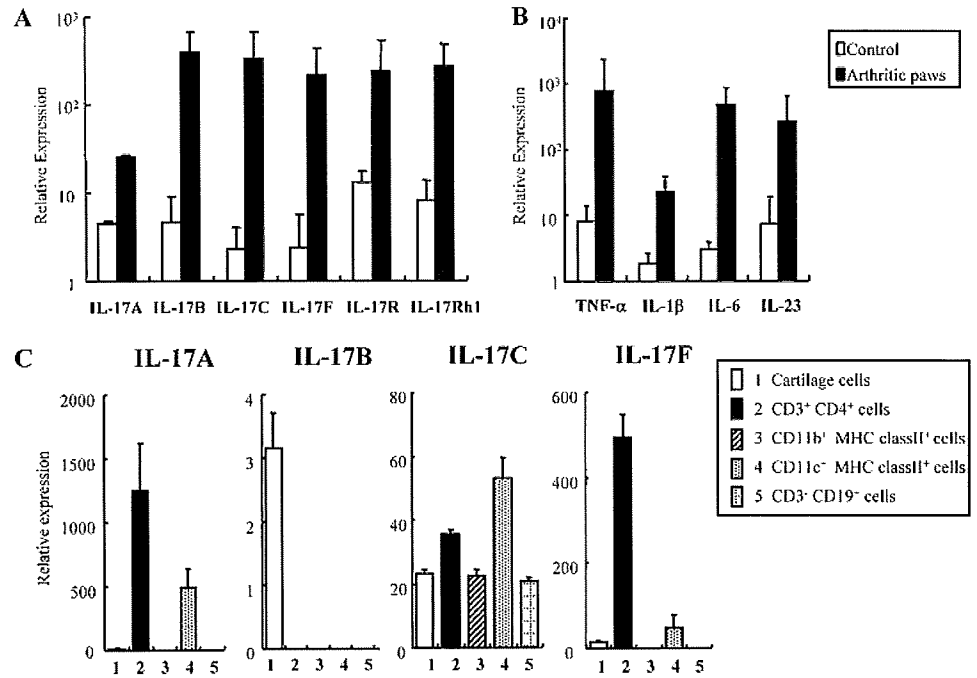 A
Relative Expression
10³
10²
10
1
IL-17A IL-17B IL-17C IL-17F IL-17R IL-17Rh1
B
10⁴
10³
10²
10
1
TNF-α IL-1β IL-6 IL-23
Control
Arthritic paws
C
Relative expression
IL-17A
2000
1500
1000
500
0
1 2 3 4 5
IL-17B
4
3
2
1
0
1 2 3 4 5
IL-17C
80
60
40
20
0
1 2 3 4 5
IL-17F
600
400
200
0
1 2 3 4 5
1 Cartilage cells
2 CD3⁺ CD4⁺ cells
3 CD11b⁺ MHC classII⁺ cells
4 CD11c⁺ MHC classII⁺ cells
5 CD3⁻ CD19⁺ cells